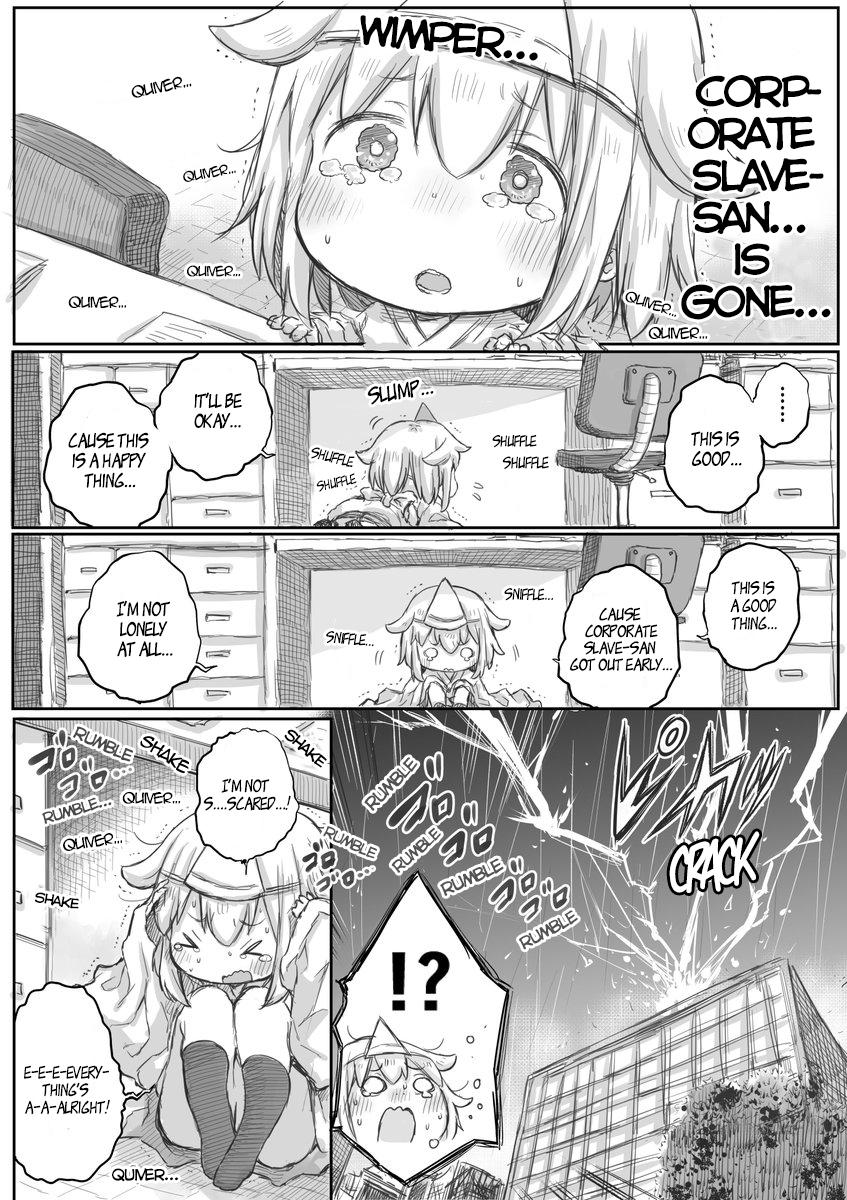 WIMPER...
CORP-
ORATE
SLAVE-
SAN...
IS
GONE...
QUIVER...
QUIVER...
QUIVER...
QUIVER...
QUIVER...
QUIVER...
........
THIS IS
GOOD...
SLUMP...
SHUFFLE
SHUFFLE
SHUFFLE
SHUFFLE
IT'LL BE
OKAY...
CAUSE THIS
IS A HAPPY
THING...
THIS IS
A GOOD
THING...
CAUSE
CORPORATE
SLAVE-SAN
GOT OUT EARLY...
SNIFFLE...
SNIFFLE...
I'M NOT
LONELY
AT ALL...
ピカッ
CRACK
ゴロ
ゴロ
ゴロ
RUMBLE
RUMBLE
RUMBLE
RUMBLE
RUMBLE
!?
SHAKE
SHAKE
I'M NOT
S....SCARED...!
ゴロ
ゴロ...
RUMBLE
RUMBLE...
ゴロ
RUMBLE
RUMBLE
QUIVER...
QUIVER...
SHAKE
E-E-E-EVERY-
THING'S
A-A-ALRIGHT!
QUIVER...